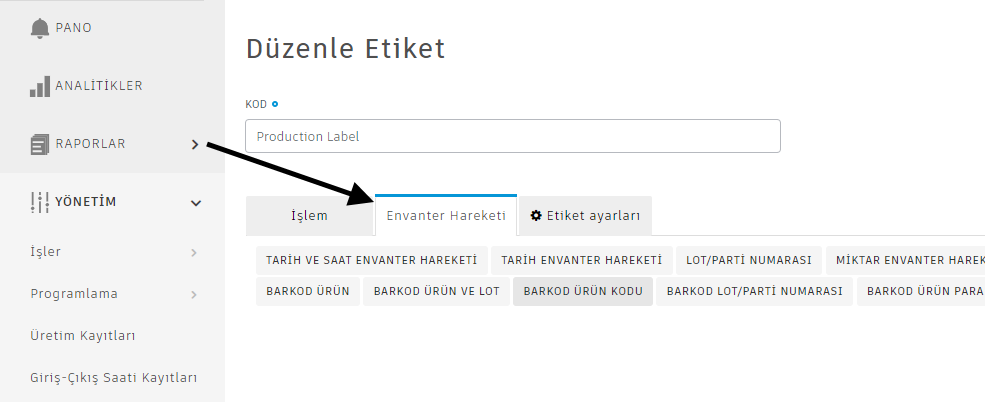 PANO
ANALİTİKLER
RAPORLAR
YÖNETİM
İşler
Programlama
Üretim Kayıtları
Giriş-Çıkış Saati Kayıtları
Düzenle Etiket
KOD
Production Label
İşlem
Envanter Hareketi
Etiket ayarları
TARİH VE SAAT ENVANTER HAREKETİ
TARİH ENVANTER HAREKETİ
LOT/PARTİ NUMARASI
MİKTAR ENVANTER HAREK
BARKOD ÜRÜN
BARKOD ÜRÜN VE LOT
BARKOD ÜRÜN KODU
BARKOD LOT/PARTİ NUMARASI
BARKOD ÜRÜN PARA